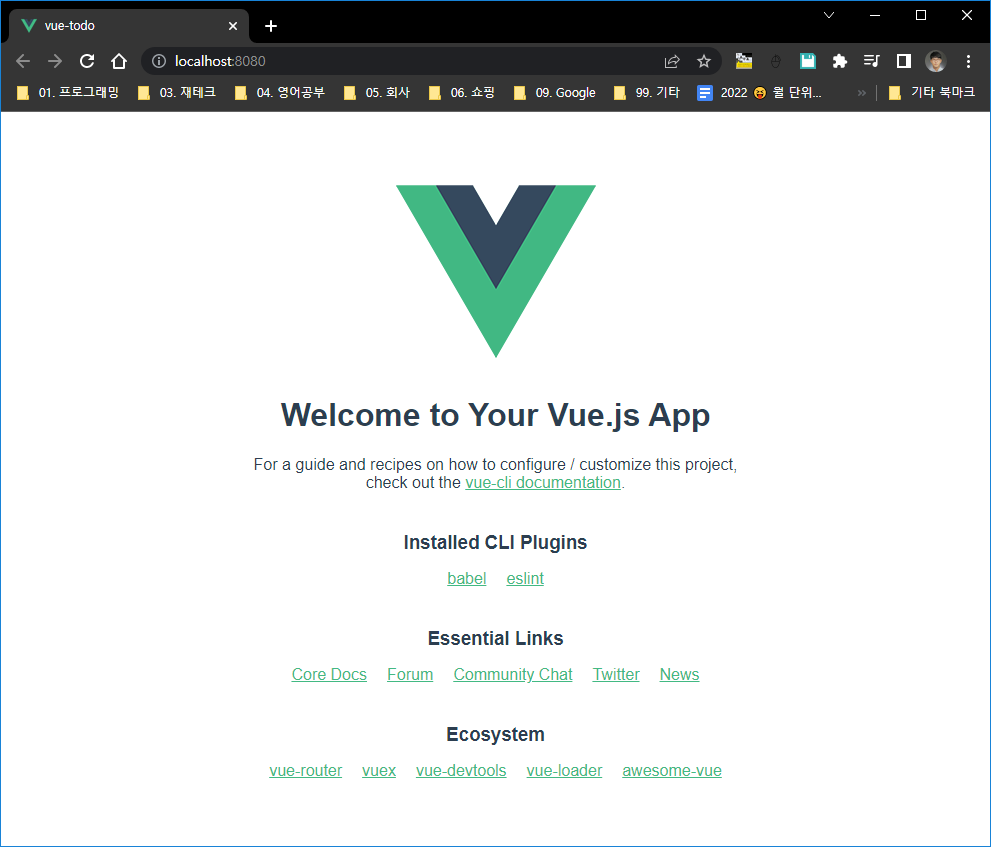 vue-todo
localhost:8080
01. 프로그래밍 03. 재테크 04. 영어공부 05. 회사 06. 쇼핑 09. Google 99. 기타 2022 😝 월 단위... » 기타 북마크
Welcome to Your Vue.js App
For a guide and recipes on how to configure / customize this project,
check out the vue-cli documentation.
Installed CLI Plugins
babel eslint
Essential Links
Core Docs Forum Community Chat Twitter News
Ecosystem
vue-router vuex vue-devtools vue-loader awesome-vue